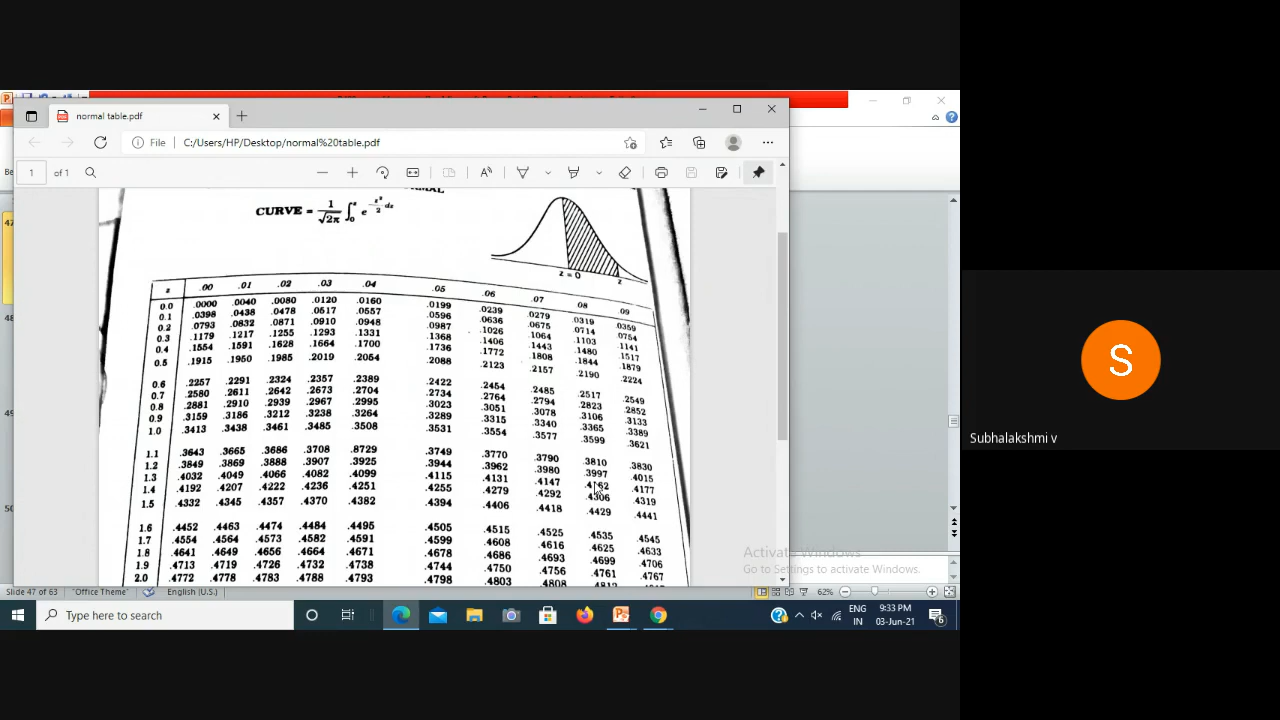 normal table.pdf
File C:/Users/HP/Desktop/normal%20table.pdf
1 of 1
CURVE = 1 √2π ∫ 0 z e - z² 2 dz
z = 0 z
z .00 .01 .02 .03 .04 .05 .06 .07 08 09
0.0 .0000 .0040 .0080 .0120 .0160 .0199 .0239 .0279 .0319 .0359
0.1 .0398 .0438 .0478 .0517 .0557 .0596 .0636 .0675 .0714 .0754
0.2 .0793 .0832 .0871 .0910 .0948 .0987 .1026 .1064 .1103 .1141
0.3 .1179 .1217 .1255 .1293 .1331 .1368 .1406 .1443 .1480 .1517
0.4 .1554 .1591 .1628 .1664 .1700 .1736 .1772 .1808 .1844 .1879
0.5 .1915 .1950 .1985 .2019 .2054 .2088 .2123 .2157 .2190 .2224
0.6 .2257 .2291 .2324 .2357 .2389 .2422 .2454 .2485 .2517 .2549
0.7 .2580 .2611 .2642 .2673 .2704 .2734 .2764 .2794 .2823 .2852
0.8 .2881 .2910 .2939 .2967 .2995 .3023 .3051 .3078 .3106 .3133
0.9 .3159 .3186 .3212 .3238 .3264 .3289 .3315 .3340 .3365 .3389
1.0 .3413 .3438 .3461 .3485 .3508 .3531 .3554 .3577 .3599 .3621
1.1 .3643 .3665 .3686 .3708 .8729 .3749 .3770 .3790 .3810 .3830
1.2 .3849 .3869 .3888 .3907 .3925 .3944 .3962 .3980 .3997 .4015
1.3 .4032 .4049 .4066 .4082 .4099 .4115 .4131 .4147 .4177
1.4 .4192 .4207 .4222 .4236 .4251 .4255 .4279 .4292 .4306 .4319
1.5 .4332 .4345 .4357 .4370 .4382 .4394 .4406 .4418 .4429 .4441
1.6 .4452 .4463 .4474 .4484 .4495 .4505 .4515 .4525 .4535 .4545
1.7 .4554 .4564 .4573 .4582 .4591 .4599 .4608 .4616 .4625 .4633
1.8 .4641 .4649 .4656 .4664 .4671 .4678 .4686 .4693 .4699 .4706
1.9 .4713 .4719 .4726 .4732 .4738 .4744 .4750 .4756 .4761 .4767
2.0 .4772 .4778 .4783 .4788 .4793 .4798 .4803 .4808
Activate Windows
Go to Settings to activate Windows.
47
48
49
Slide 47 of 63 "Office Theme" English (U.S.) 62%
Type here to search
ENG
IN
9:33 PM
03-Jun-21
6
S
Subhalakshmi v